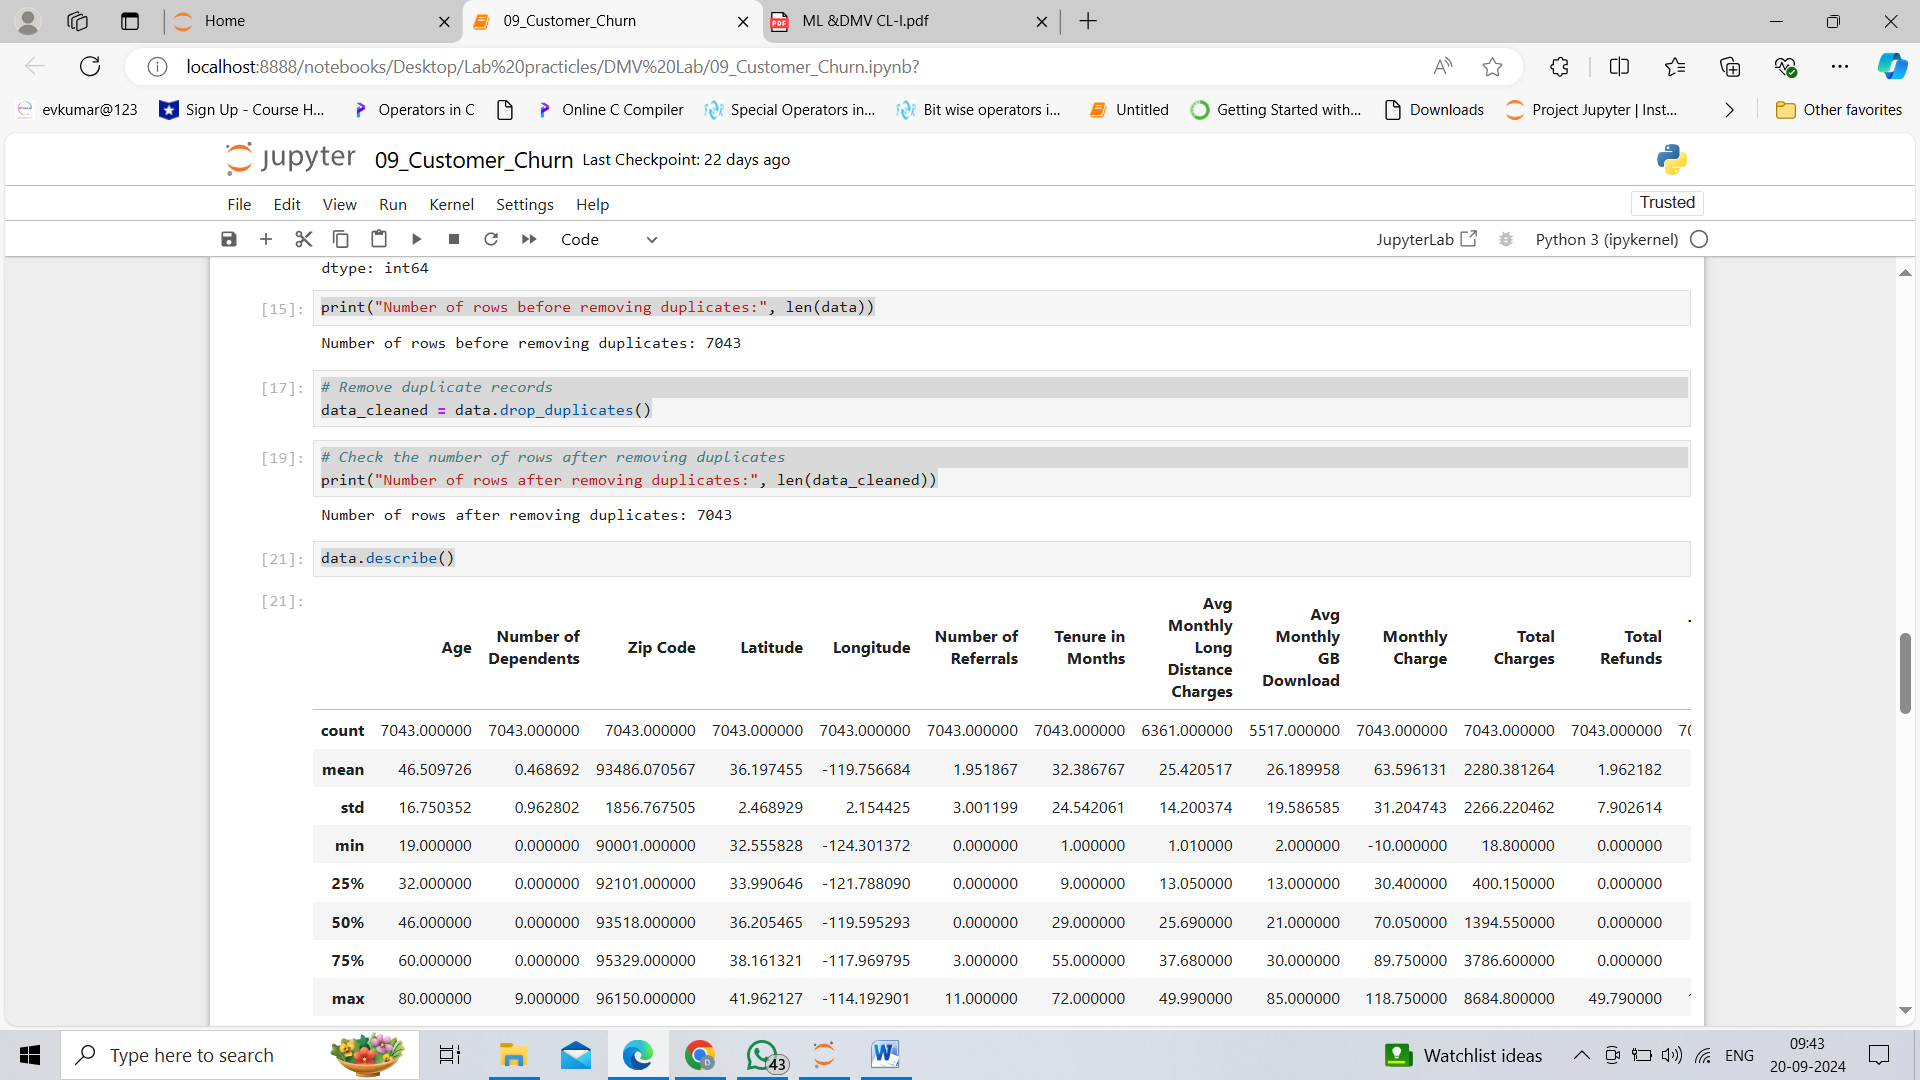 Home
09_Customer_Churn
ML &DMV CL-I.pdf
localhost:8888/notebooks/Desktop/Lab%20practicles/DMV%20Lab/09_Customer_Churn.ipynb?
evkumar@123 Sign Up - Course H... Operators in C Online C Compiler Special Operators in... Bit wise operators i... Untitled Getting Started with... Downloads Project Jupyter | Inst... Other favorites
jupyter 09_Customer_Churn Last Checkpoint: 22 days ago
File Edit View Run Kernel Settings Help Trusted
Code JupyterLab Python 3 (ipykernel)
dtype: int64
[15]: print("Number of rows before removing duplicates:", len(data))
Number of rows before removing duplicates: 7043
[17]: # Remove duplicate records
data_cleaned = data.drop_duplicates()
[19]: # Check the number of rows after removing duplicates
print("Number of rows after removing duplicates:", len(data_cleaned))
Number of rows after removing duplicates: 7043
[21]: data.describe()
[21]:
Age Number of Dependents Zip Code Latitude Longitude Number of Referrals Tenure in Months Avg Monthly Long Distance Charges Avg Monthly GB Download Monthly Charge Total Charges Total Refunds
count 7043.000000 7043.000000 7043.000000 7043.000000 7043.000000 7043.000000 7043.000000 6361.000000 5517.000000 7043.000000 7043.000000 7043.000000 70
mean 46.509726 0.468692 93486.070567 36.197455 -119.756684 1.951867 32.386767 25.420517 26.189958 63.596131 2280.381264 1.962182
std 16.750352 0.962802 1856.767505 2.468929 2.154425 3.001199 24.542061 14.200374 19.586585 31.204743 2266.220462 7.902614
min 19.000000 0.000000 90001.000000 32.555828 -124.301372 0.000000 1.000000 1.010000 2.000000 -10.000000 18.800000 0.000000
25% 32.000000 0.000000 92101.000000 33.990646 -121.788090 0.000000 9.000000 13.050000 13.000000 30.400000 400.150000 0.000000
50% 46.000000 0.000000 93518.000000 36.205465 -119.595293 0.000000 29.000000 25.690000 21.000000 70.050000 1394.550000 0.000000
75% 60.000000 0.000000 95329.000000 38.161321 -117.969795 3.000000 55.000000 37.680000 30.000000 89.750000 3786.600000 0.000000
max 80.000000 9.000000 96150.000000 41.962127 -114.192901 11.000000 72.000000 49.990000 85.000000 118.750000 8684.800000 49.790000
Type here to search
43
Watchlist ideas
ENG
09:43
20-09-2024